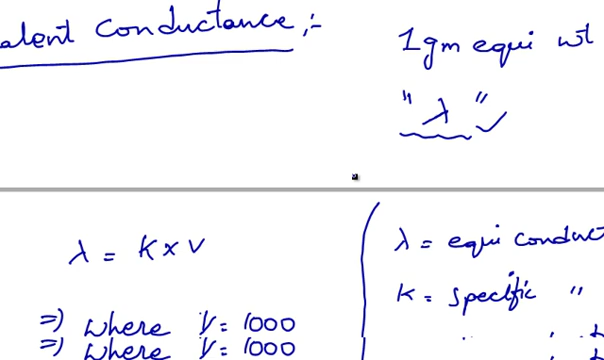 alent Conductance;-
1gm equi wt
"λ"
λ = K x V
λ = equi conduct
K = Specific "
=) where V = 1000
=) where V = 1000